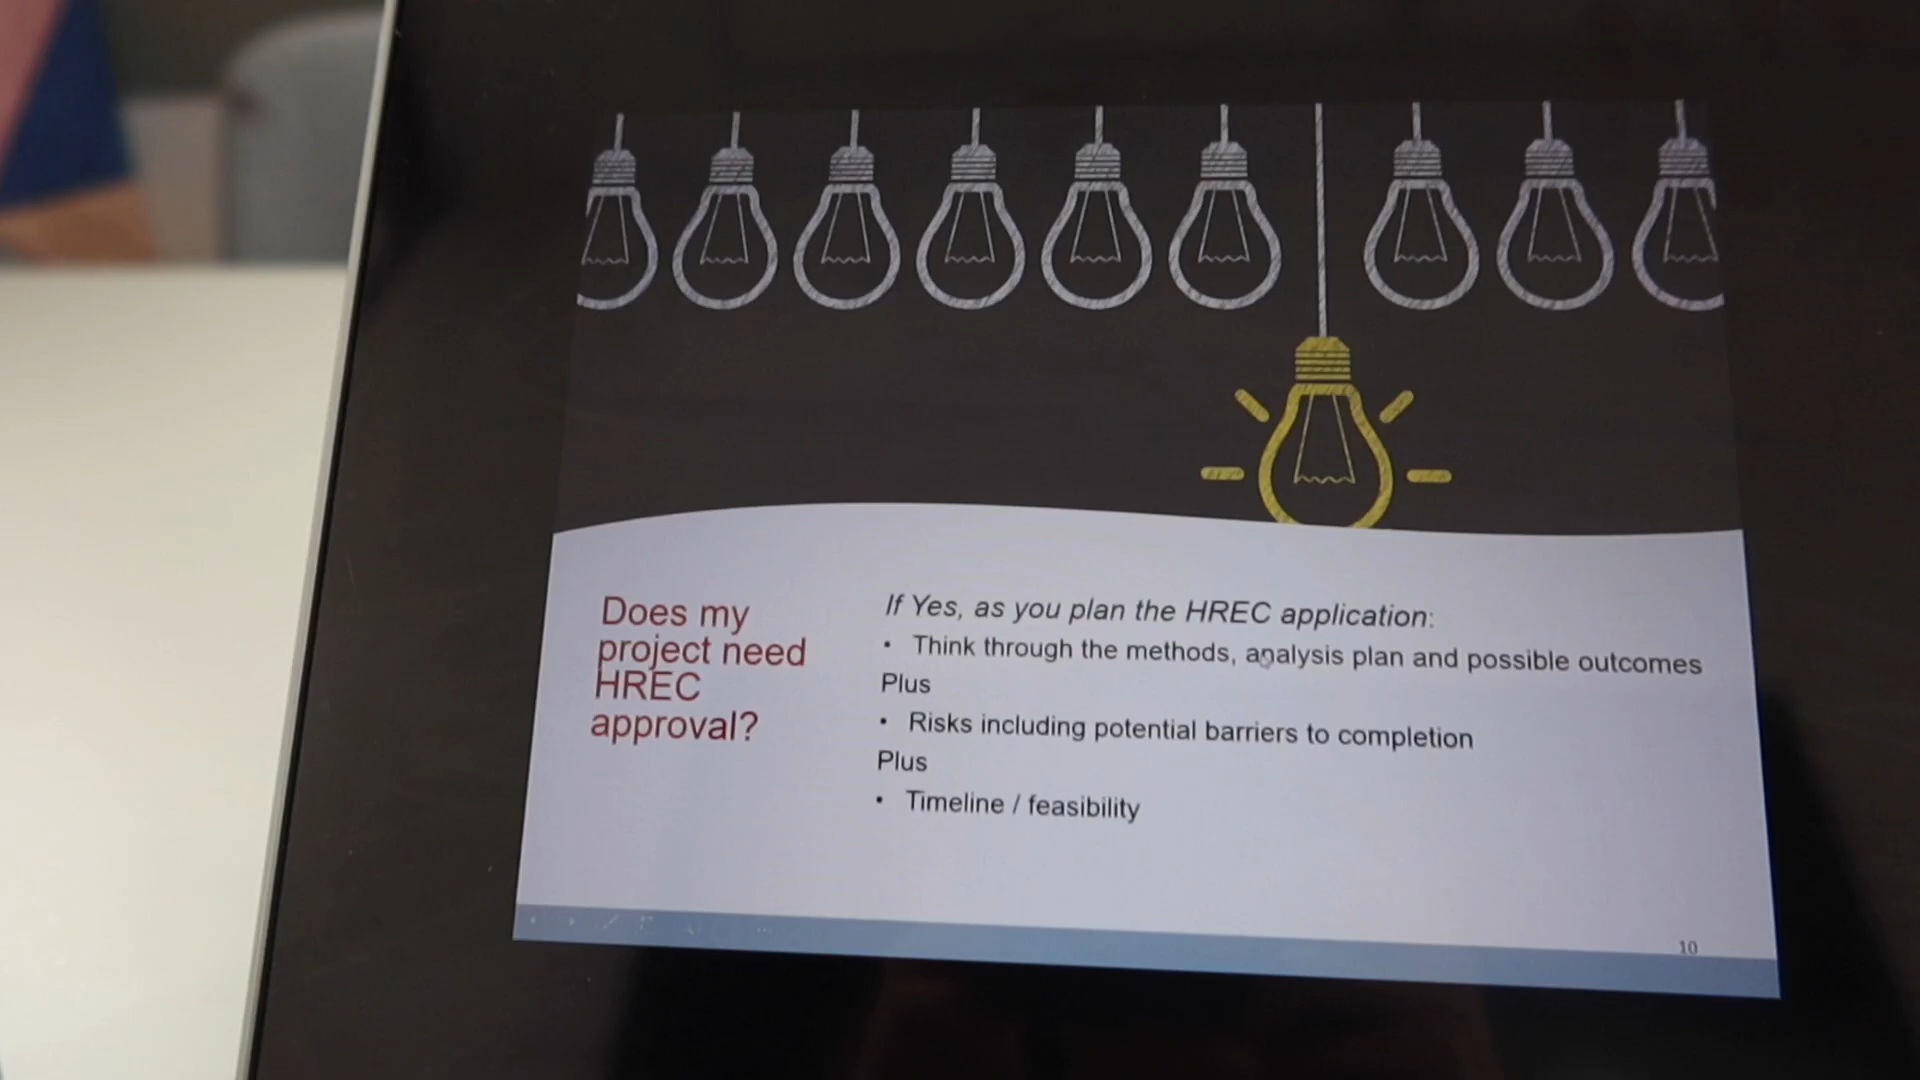 Does my
project need
HREC
approval?
If Yes, as you plan the HREC application:
• Think through the methods, analysis plan and possible outcomes
Plus
• Risks including potential barriers to completion
Plus
• Timeline / feasibility
10